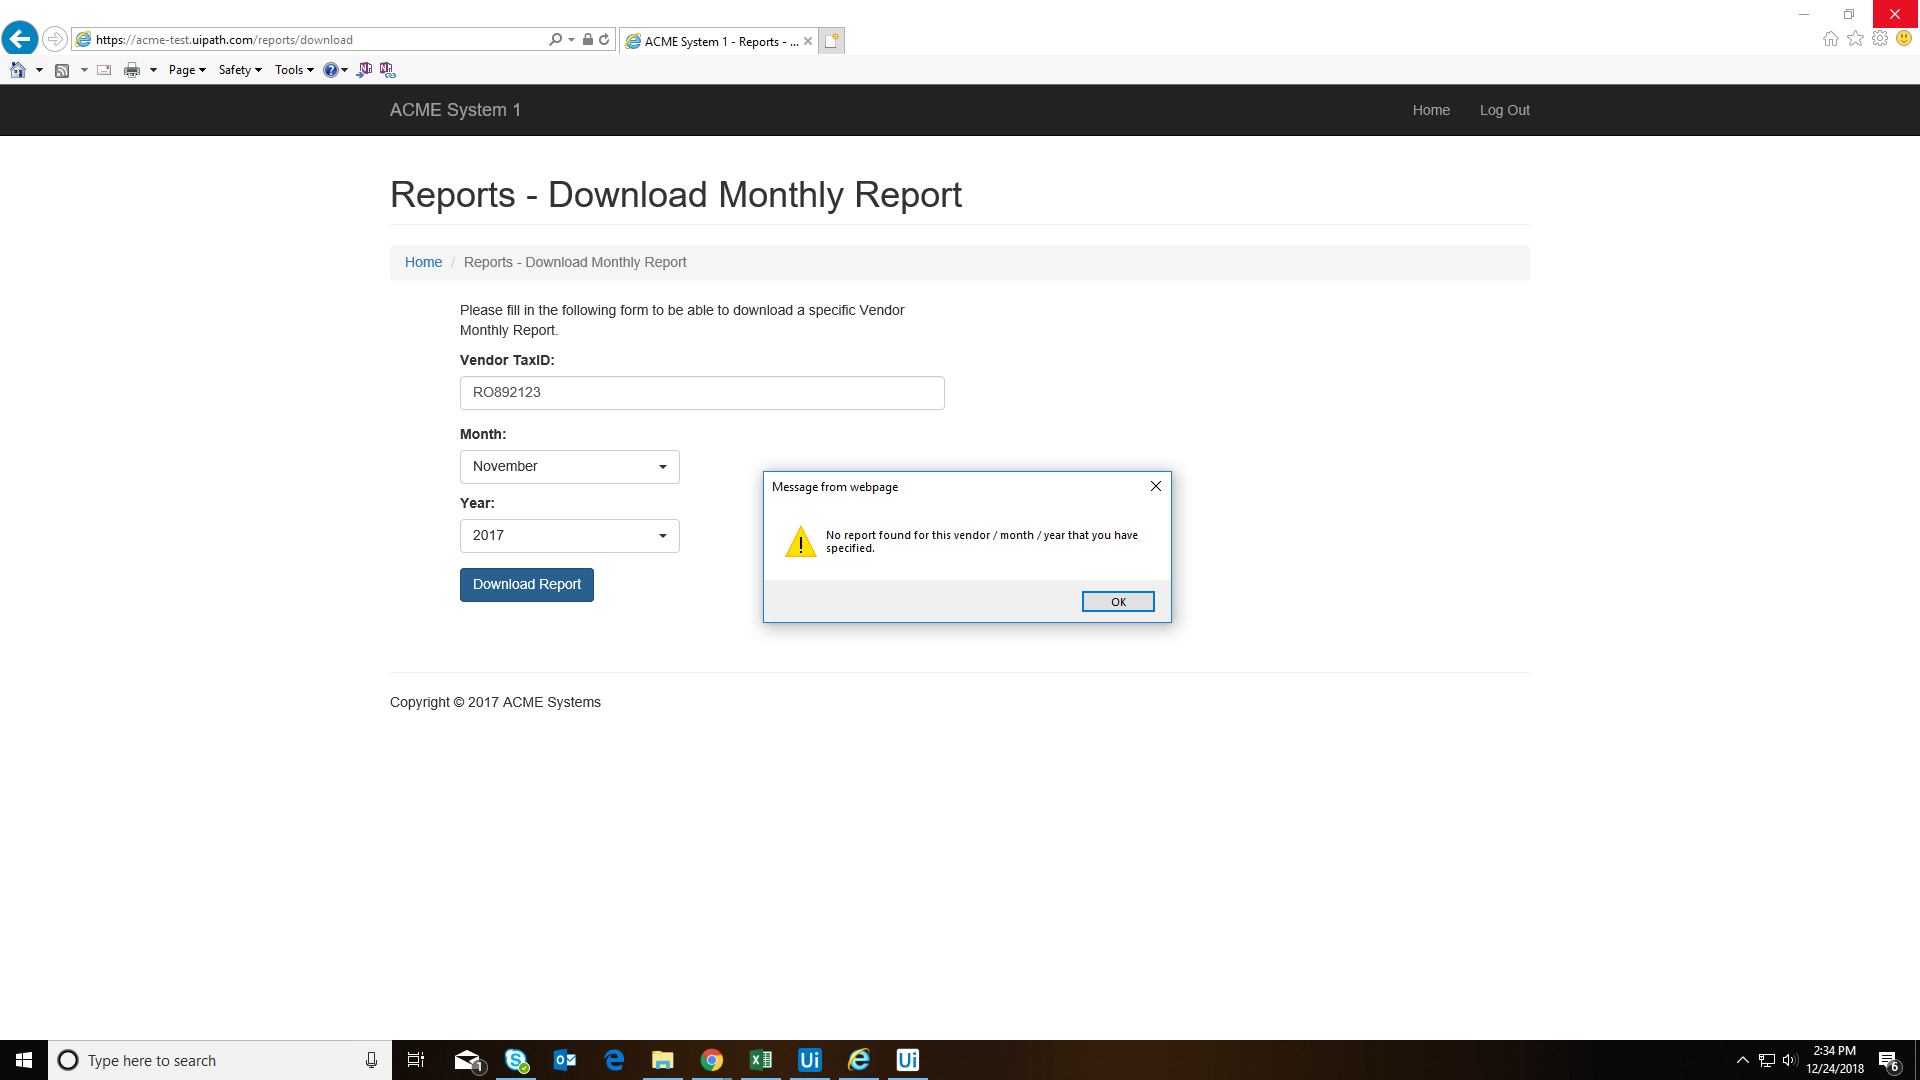 https://acme-test.uipath.com/reports/download
ACME System 1 - Reports - ...
Page
Safety
Tools
ACME System 1
Home
Log Out
Reports - Download Monthly Report
Home / Reports - Download Monthly Report
Please fill in the following form to be able to download a specific Vendor
Monthly Report.
Vendor TaxID:
RO892123
Month:
November
Year:
2017
Download Report
Message from webpage
No report found for this vendor / month / year that you have
specified.
OK
Copyright © 2017 ACME Systems
Type here to search
1
Ui
Ui
2:34 PM
12/24/2018
6